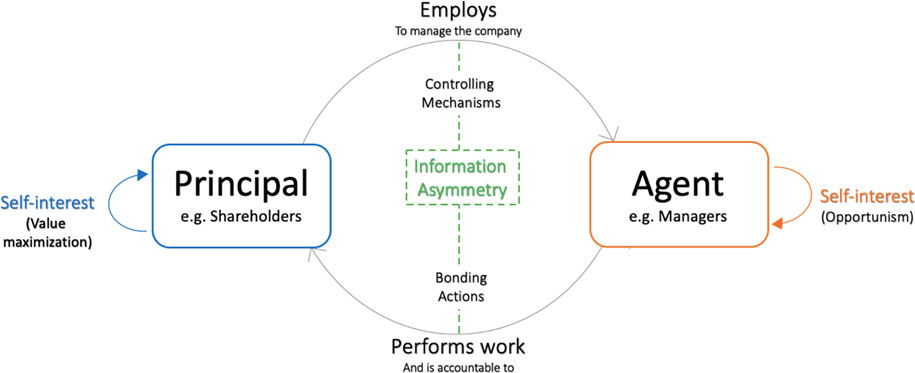 Employs
To manage the company
Controlling
Mechanisms
Information
Asymmetry
Principal
e.g. Shareholders
Agent
e.g. Managers
Self-interest
(Value
maximization)
Self-interest
(Opportunism)
Bonding
Actions
Performs work
And is accountable to